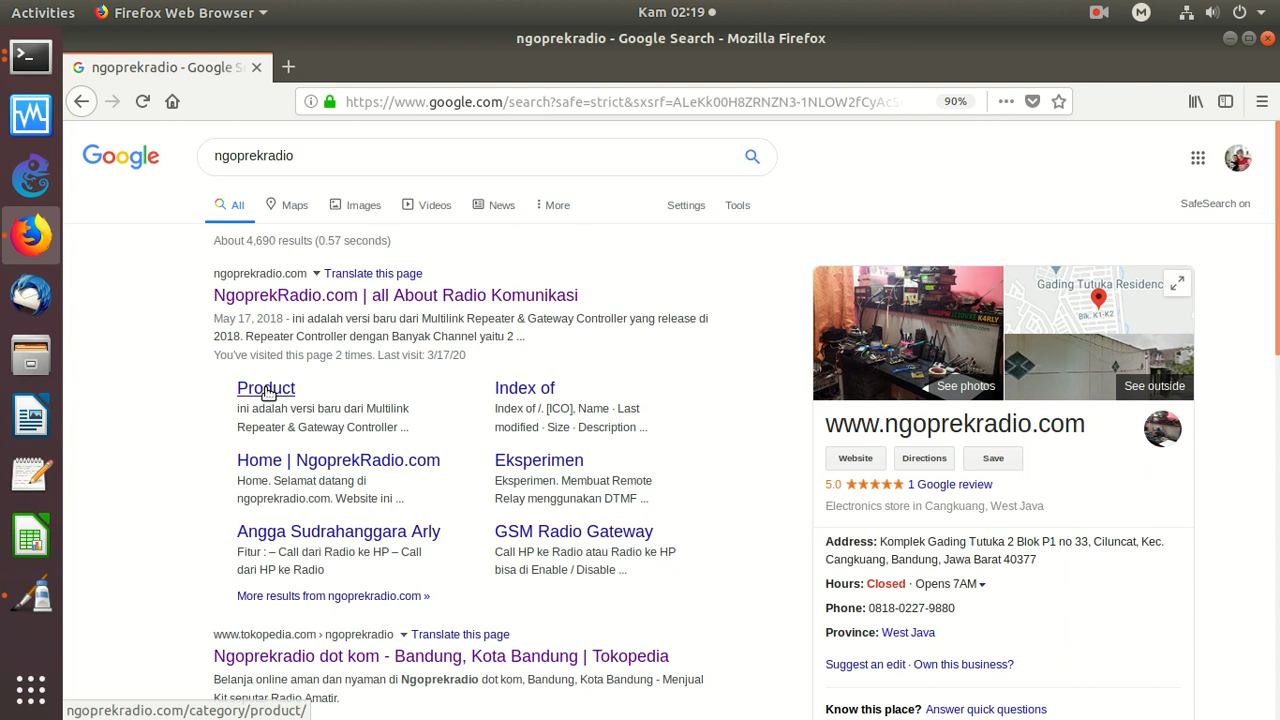 Activities
Firefox Web Browser
Kam 02:19
M
ngoprekradio - Google Search - Mozilla Firefox
ngoprekradio - Google S
https://www.google.com/search?safe=strict&sxsrf=ALeKk00H8ZRNZN3-1NLOW2fCyAcS
90%
Google
ngoprekradio
All
Maps
Images
Videos
News
More
Settings
Tools
SafeSearch on
About 4,690 results (0.57 seconds)
ngoprekradio.com Translate this page
NgoprekRadio.com | all About Radio Komunikasi
May 17, 2018 - ini adalah versi baru dari Multilink Repeater & Gateway Controller yang release di
2018. Repeater Controller dengan Banyak Channel yaitu 2 ...
You've visited this page 2 times. Last visit: 3/17/20
Product
ini adalah versi baru dari Multilink
Repeater & Gateway Controller ...
Index of
Index of /. [ICO], Name · Last
modified · Size · Description ...
Home | NgoprekRadio.com
Home. Selamat datang di
ngoprekradio.com. Website ini ...
Eksperimen
Eksperimen. Membuat Remote
Relay menggunakan DTMF ...
Angga Sudrahanggara Arly
Fitur : – Call dari Radio ke HP – Call
dari HP ke Radio
GSM Radio Gateway
Call HP ke Radio atau Radio ke HP
bisa di Enable / Disable ...
More results from ngoprekradio.com »
www.tokopedia.com › ngoprekradio Translate this page
Ngoprekradio dot kom - Bandung, Kota Bandung | Tokopedia
Belanja online aman dan nyaman di Ngoprekradio dot kom, Bandung, Kota Bandung - Menjual
Kit seputar Radio Amatir.
ngoprekradio.com/category/product/
Gading Tutuka Residenc
Blk. K1-K2
See photos
See outside
www.ngoprekradio.com
Website
Directions
Save
5.0 1 Google review
Electronics store in Cangkuang, West Java
Address: Komplek Gading Tutuka 2 Blok P1 no 33, Ciluncat, Kec.
Cangkuang, Bandung, Jawa Barat 40377
Hours: Closed · Opens 7AM
Phone: 0818-0227-9880
Province: West Java
Suggest an edit · Own this business?
Know this place? Answer quick questions